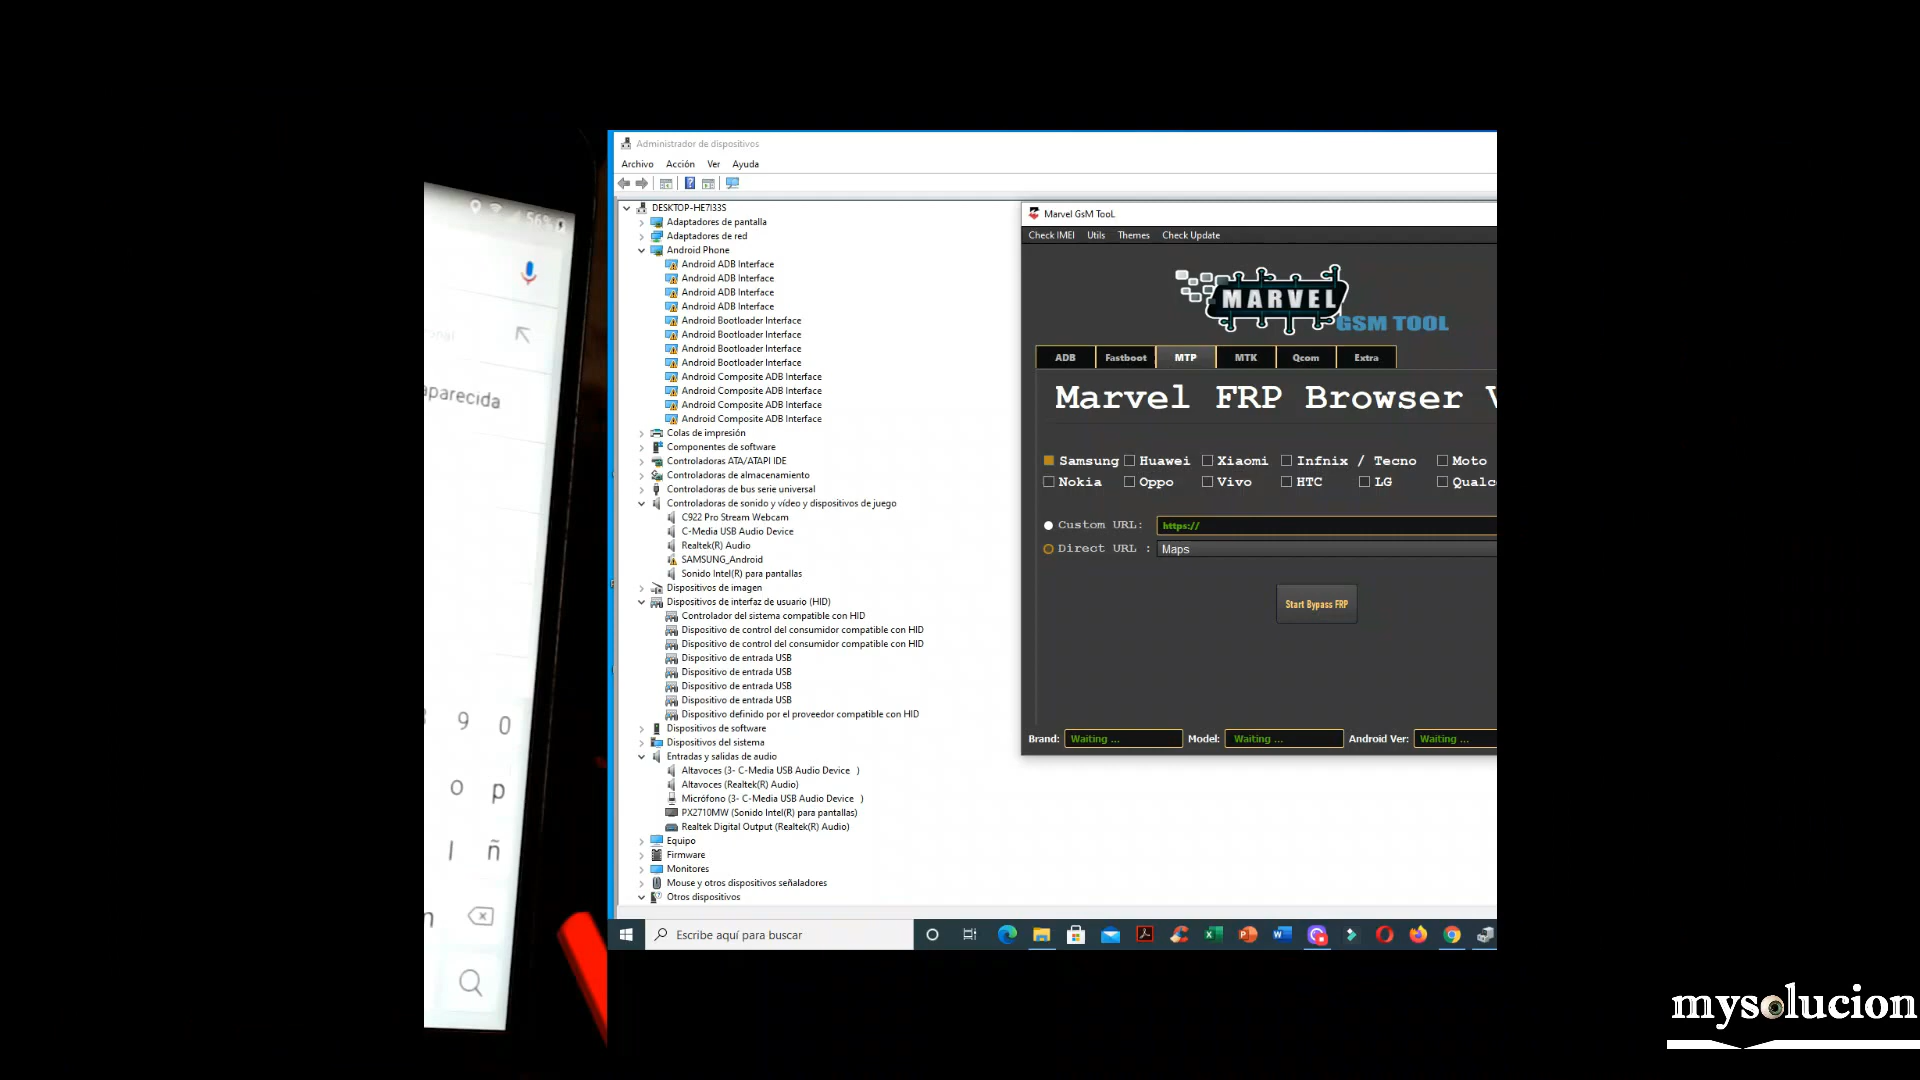 56%
onal
aparecida
9 0
o p
l ñ
Administrador de dispositivos
Archivo Acción Ver Ayuda
DESKTOP-HE7I33S
Adaptadores de pantalla
Adaptadores de red
Android Phone
Android ADB Interface
Android ADB Interface
Android ADB Interface
Android ADB Interface
Android Bootloader Interface
Android Bootloader Interface
Android Bootloader Interface
Android Bootloader Interface
Android Composite ADB Interface
Android Composite ADB Interface
Android Composite ADB Interface
Android Composite ADB Interface
Colas de impresión
Componentes de software
Controladoras ATA/ATAPI IDE
Controladoras de almacenamiento
Controladoras de bus serie universal
Controladoras de sonido y vídeo y dispositivos de juego
C922 Pro Stream Webcam
C-Media USB Audio Device
Realtek(R) Audio
SAMSUNG_Android
Sonido Intel(R) para pantallas
Dispositivos de imagen
Dispositivos de interfaz de usuario (HID)
Controlador del sistema compatible con HID
Dispositivo de control del consumidor compatible con HID
Dispositivo de control del consumidor compatible con HID
Dispositivo de entrada USB
Dispositivo de entrada USB
Dispositivo de entrada USB
Dispositivo de entrada USB
Dispositivo definido por el proveedor compatible con HID
Dispositivos de software
Dispositivos del sistema
Entradas y salidas de audio
Altavoces (3- C-Media USB Audio Device )
Altavoces (Realtek(R) Audio)
Micrófono (3- C-Media USB Audio Device )
PX2710MW (Sonido Intel(R) para pantallas)
Realtek Digital Output (Realtek(R) Audio)
Equipo
Firmware
Monitores
Mouse y otros dispositivos señaladores
Otros dispositivos
Marvel GsM TooL
Check IMEI Utils Themes Check Update
MARVEL
GSM TOOL
ADB Fastboot MTP MTK Qcom Extra
Marvel FRP Browser V
Samsung Huawei Xiaomi Infnix / Tecno Moto
Nokia Oppo Vivo HTC LG Qualc
Custom URL: https://
Direct URL : Maps
Start Bypass FRP
Brand: Waiting ... Model: Waiting ... Android Ver: Waiting ...
Escribe aquí para buscar
mysolucion